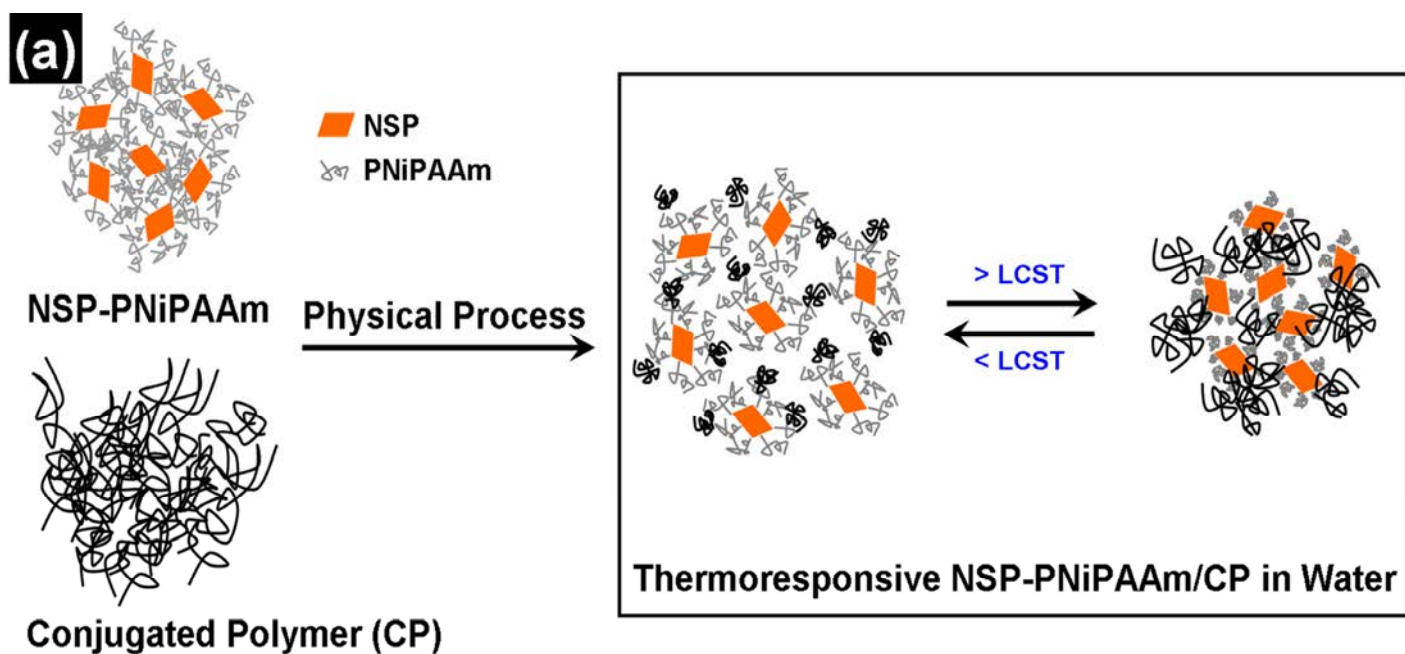 (a)
NSP
PNiPAAm
NSP-PNiPAAm
Physical Process
Conjugated Polymer (CP)
> LCST
< LCST
Thermoresponsive NSP-PNiPAAm/CP in Water